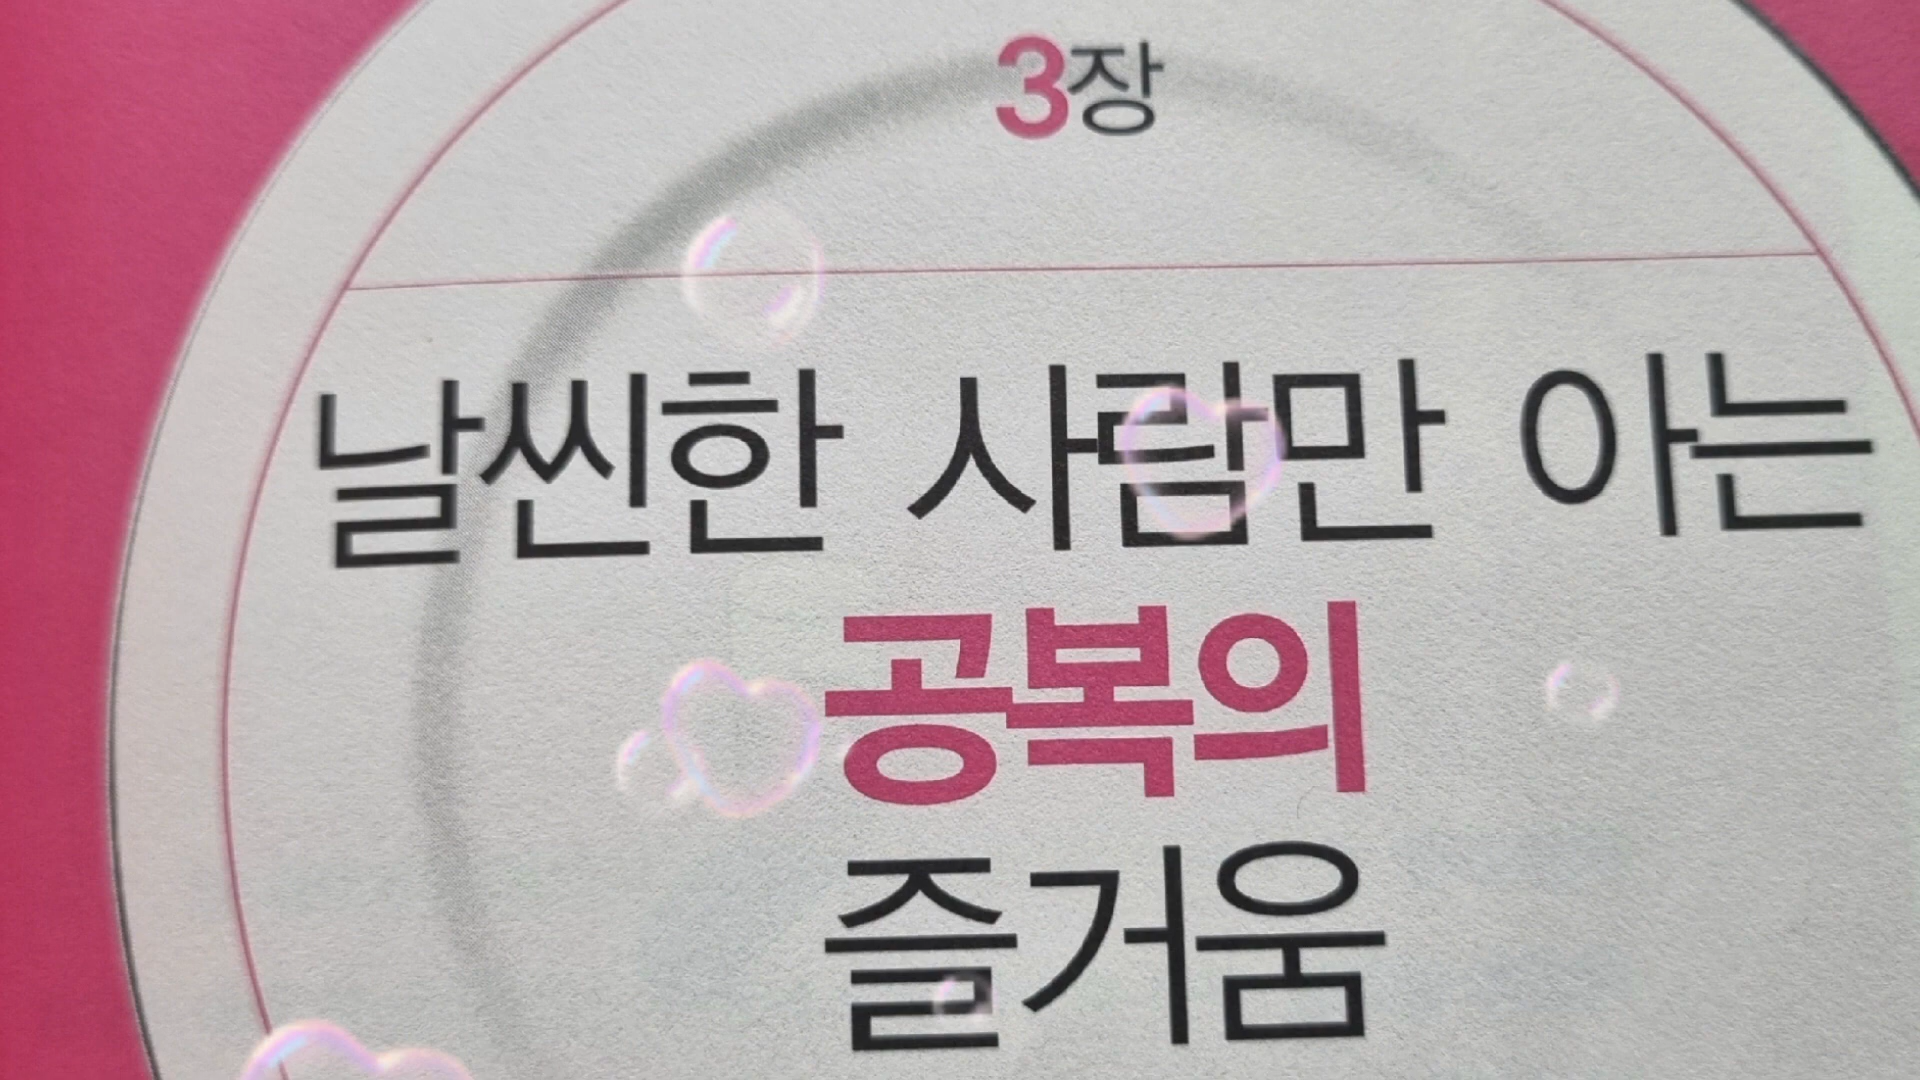 3장
날씬한 사람만 아는
공복의
즐거움